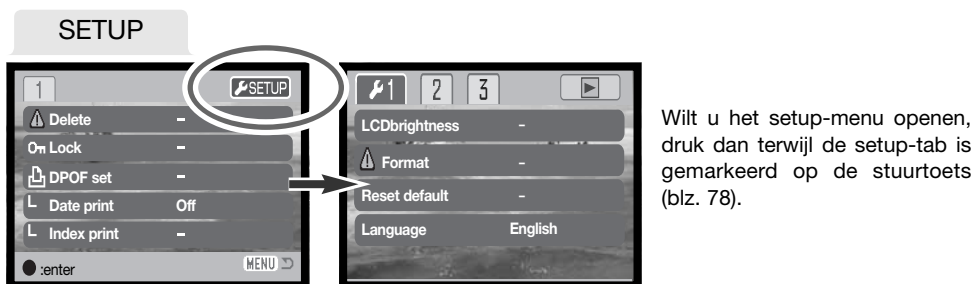 SETUP
1 SETUP
Delete –
Lock –
DPOF set –
Date print Off
Index print –
:enter MENU
1 2 3
LCDbrightness –
Format –
Reset default –
Language English
Wilt u het setup-menu openen,
druk dan terwijl de setup-tab is
gemarkeerd op de stuurtoets
(blz. 78).